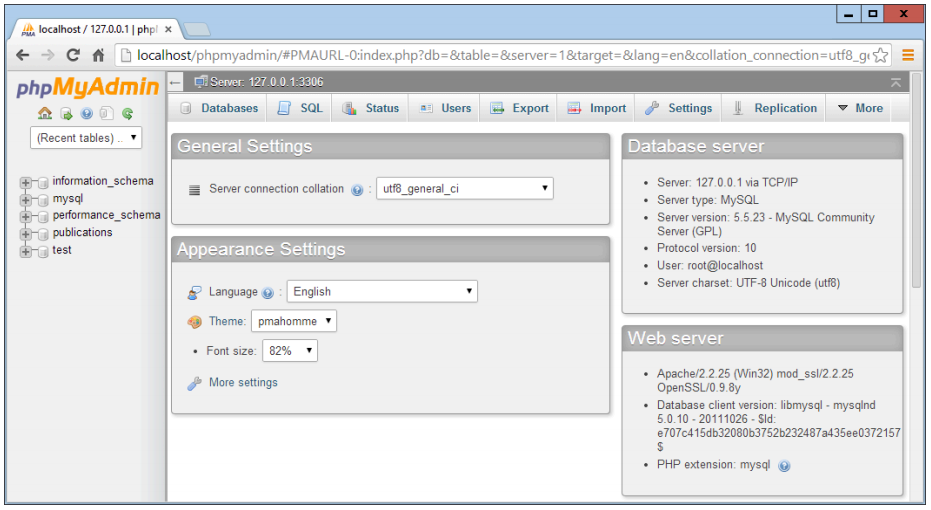 localhost / 127.0.0.1 | phpl
localhost/phpmyadmin/#PMAURL-0:index.php?db=&table=&server=1&target=&lang=en&collation_connection=utf8_ge
phpMyAdmin
(Recent tables) ..
information_schema
mysql
performance_schema
publications
test
Server: 127.0.0.1:3306
Databases SQL Status Users Export Import Settings Replication More
General Settings
Server connection collation : utf8_general_ci
Appearance Settings
Language : English
Theme: pmahomme
• Font size: 82%
More settings
Database server
• Server: 127.0.0.1 via TCP/IP
• Server type: MySQL
• Server version: 5.5.23 - MySQL Community
Server (GPL)
• Protocol version: 10
• User: root@localhost
• Server charset: UTF-8 Unicode (utf8)
Web server
• Apache/2.2.25 (Win32) mod_ssl/2.2.25
OpenSSL/0.9.8y
• Database client version: libmysql - mysqlnd
5.0.10 - 20111026 - $Id:
e707c415db32080b3752b232487a435ee0372157
$
• PHP extension: mysql